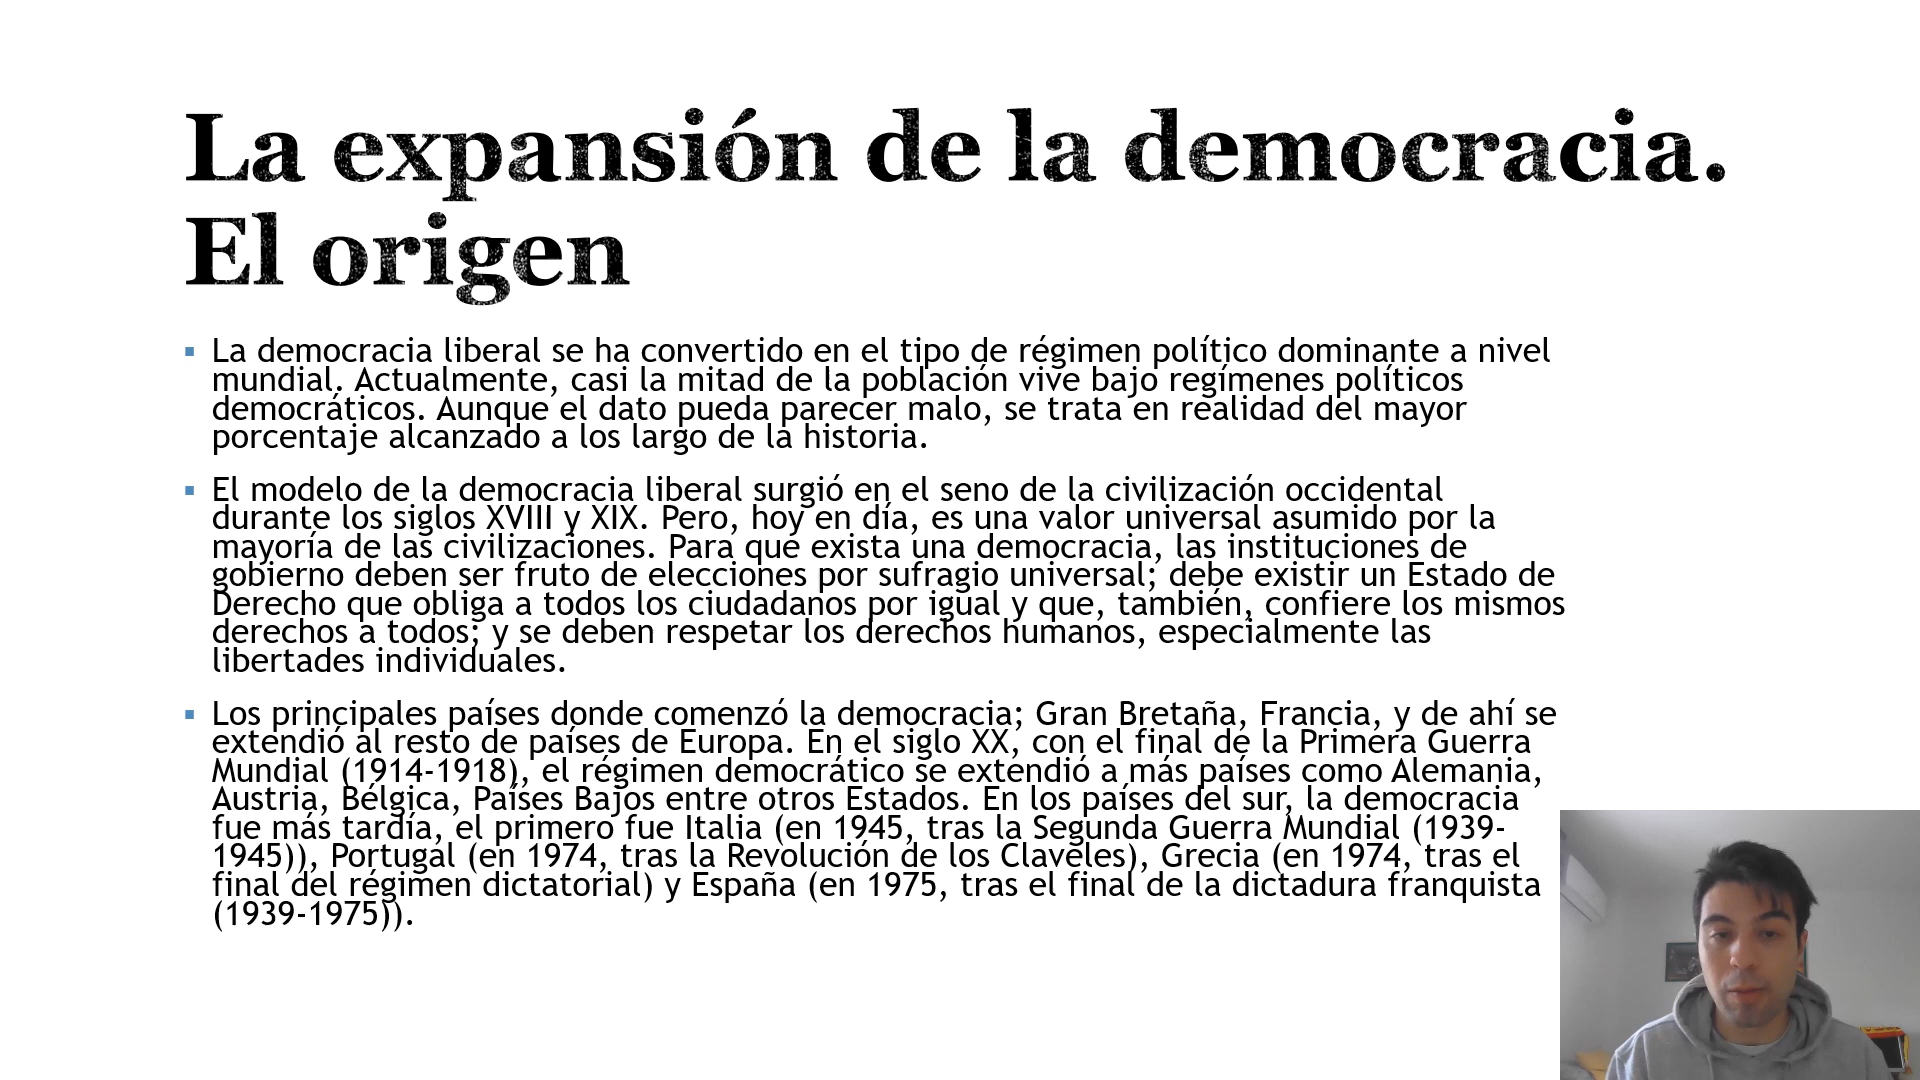 La expansión de la democracia.
El origen
▪ La democracia liberal se ha convertido en el tipo de régimen político dominante a nivel
mundial. Actualmente, casi la mitad de la población vive bajo regímenes políticos
democráticos. Aunque el dato pueda parecer malo, se trata en realidad del mayor
porcentaje alcanzado a los largo de la historia.
▪ El modelo de la democracia liberal surgió en el seno de la civilización occidental
durante los siglos XVIII y XIX. Pero, hoy en día, es una valor universal asumido por la
mayoría de las civilizaciones. Para que exista una democracia, las instituciones de
gobierno deben ser fruto de elecciones por sufragio universal; debe existir un Estado de
Derecho que obliga a todos los ciudadanos por igual y que, también, confiere los mismos
derechos a todos; y se deben respetar los derechos humanos, especialmente las
libertades individuales.
▪ Los principales países donde comenzó la democracia; Gran Bretaña, Francia, y de ahí se
extendió al resto de países de Europa. En el siglo XX, con el final de la Primera Guerra
Mundial (1914-1918), el régimen democrático se extendió a más países como Alemania,
Austria, Bélgica, Países Bajos entre otros Estados. En los países del sur, la democracia
fue más tardía, el primero fue Italia (en 1945, tras la Segunda Guerra Mundial (1939-
1945)), Portugal (en 1974, tras la Revolución de los Claveles), Grecia (en 1974, tras el
final del régimen dictatorial) y España (en 1975, tras el final de la dictadura franquista
(1939-1975)).